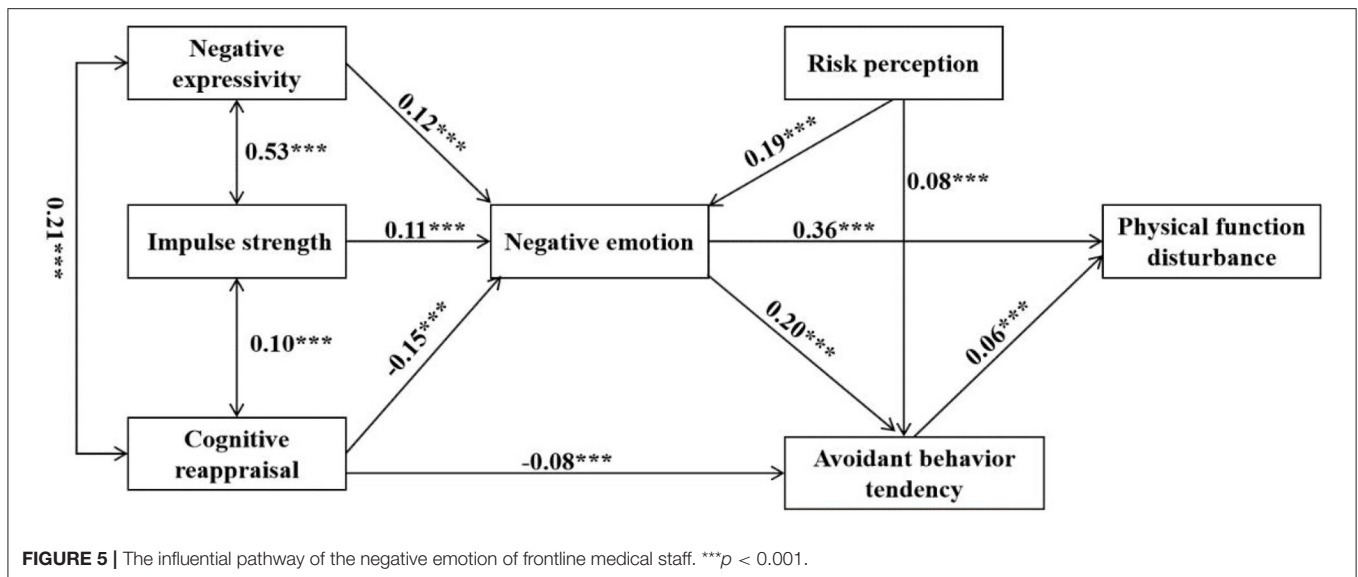 Negative
expressivity
Risk perception
0.12***
0.19***
0.53***
0.08***
0.21***
Impulse strength
0.11***
Negative emotion
0.36***
Physical function
disturbance
0.10***
-0.15***
0.20***
0.06***
Cognitive
reappraisal
-0.08***
Avoidant behavior
tendency
FIGURE 5 | The influential pathway of the negative emotion of frontline medical staff. ***p < 0.001.